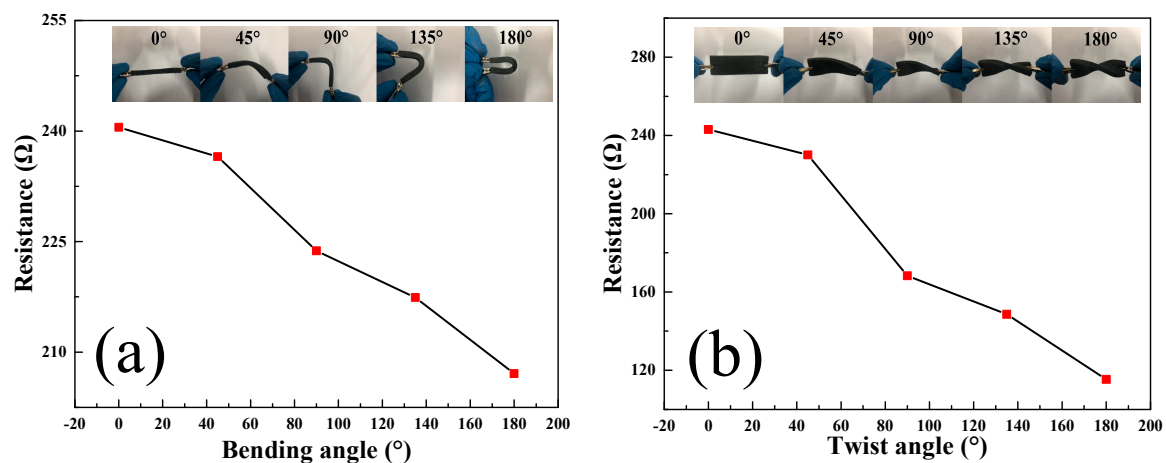 255
240
225
210
Resistance (Ω)
0° 45° 90° 135° 180°
(a)
-20 0 20 40 60 80 100 120 140 160 180 200
Bending angle (°)
280
240
200
160
120
Resistance (Ω)
0° 45° 90° 135° 180°
(b)
-20 0 20 40 60 80 100 120 140 160 180 200
Twist angle (°)